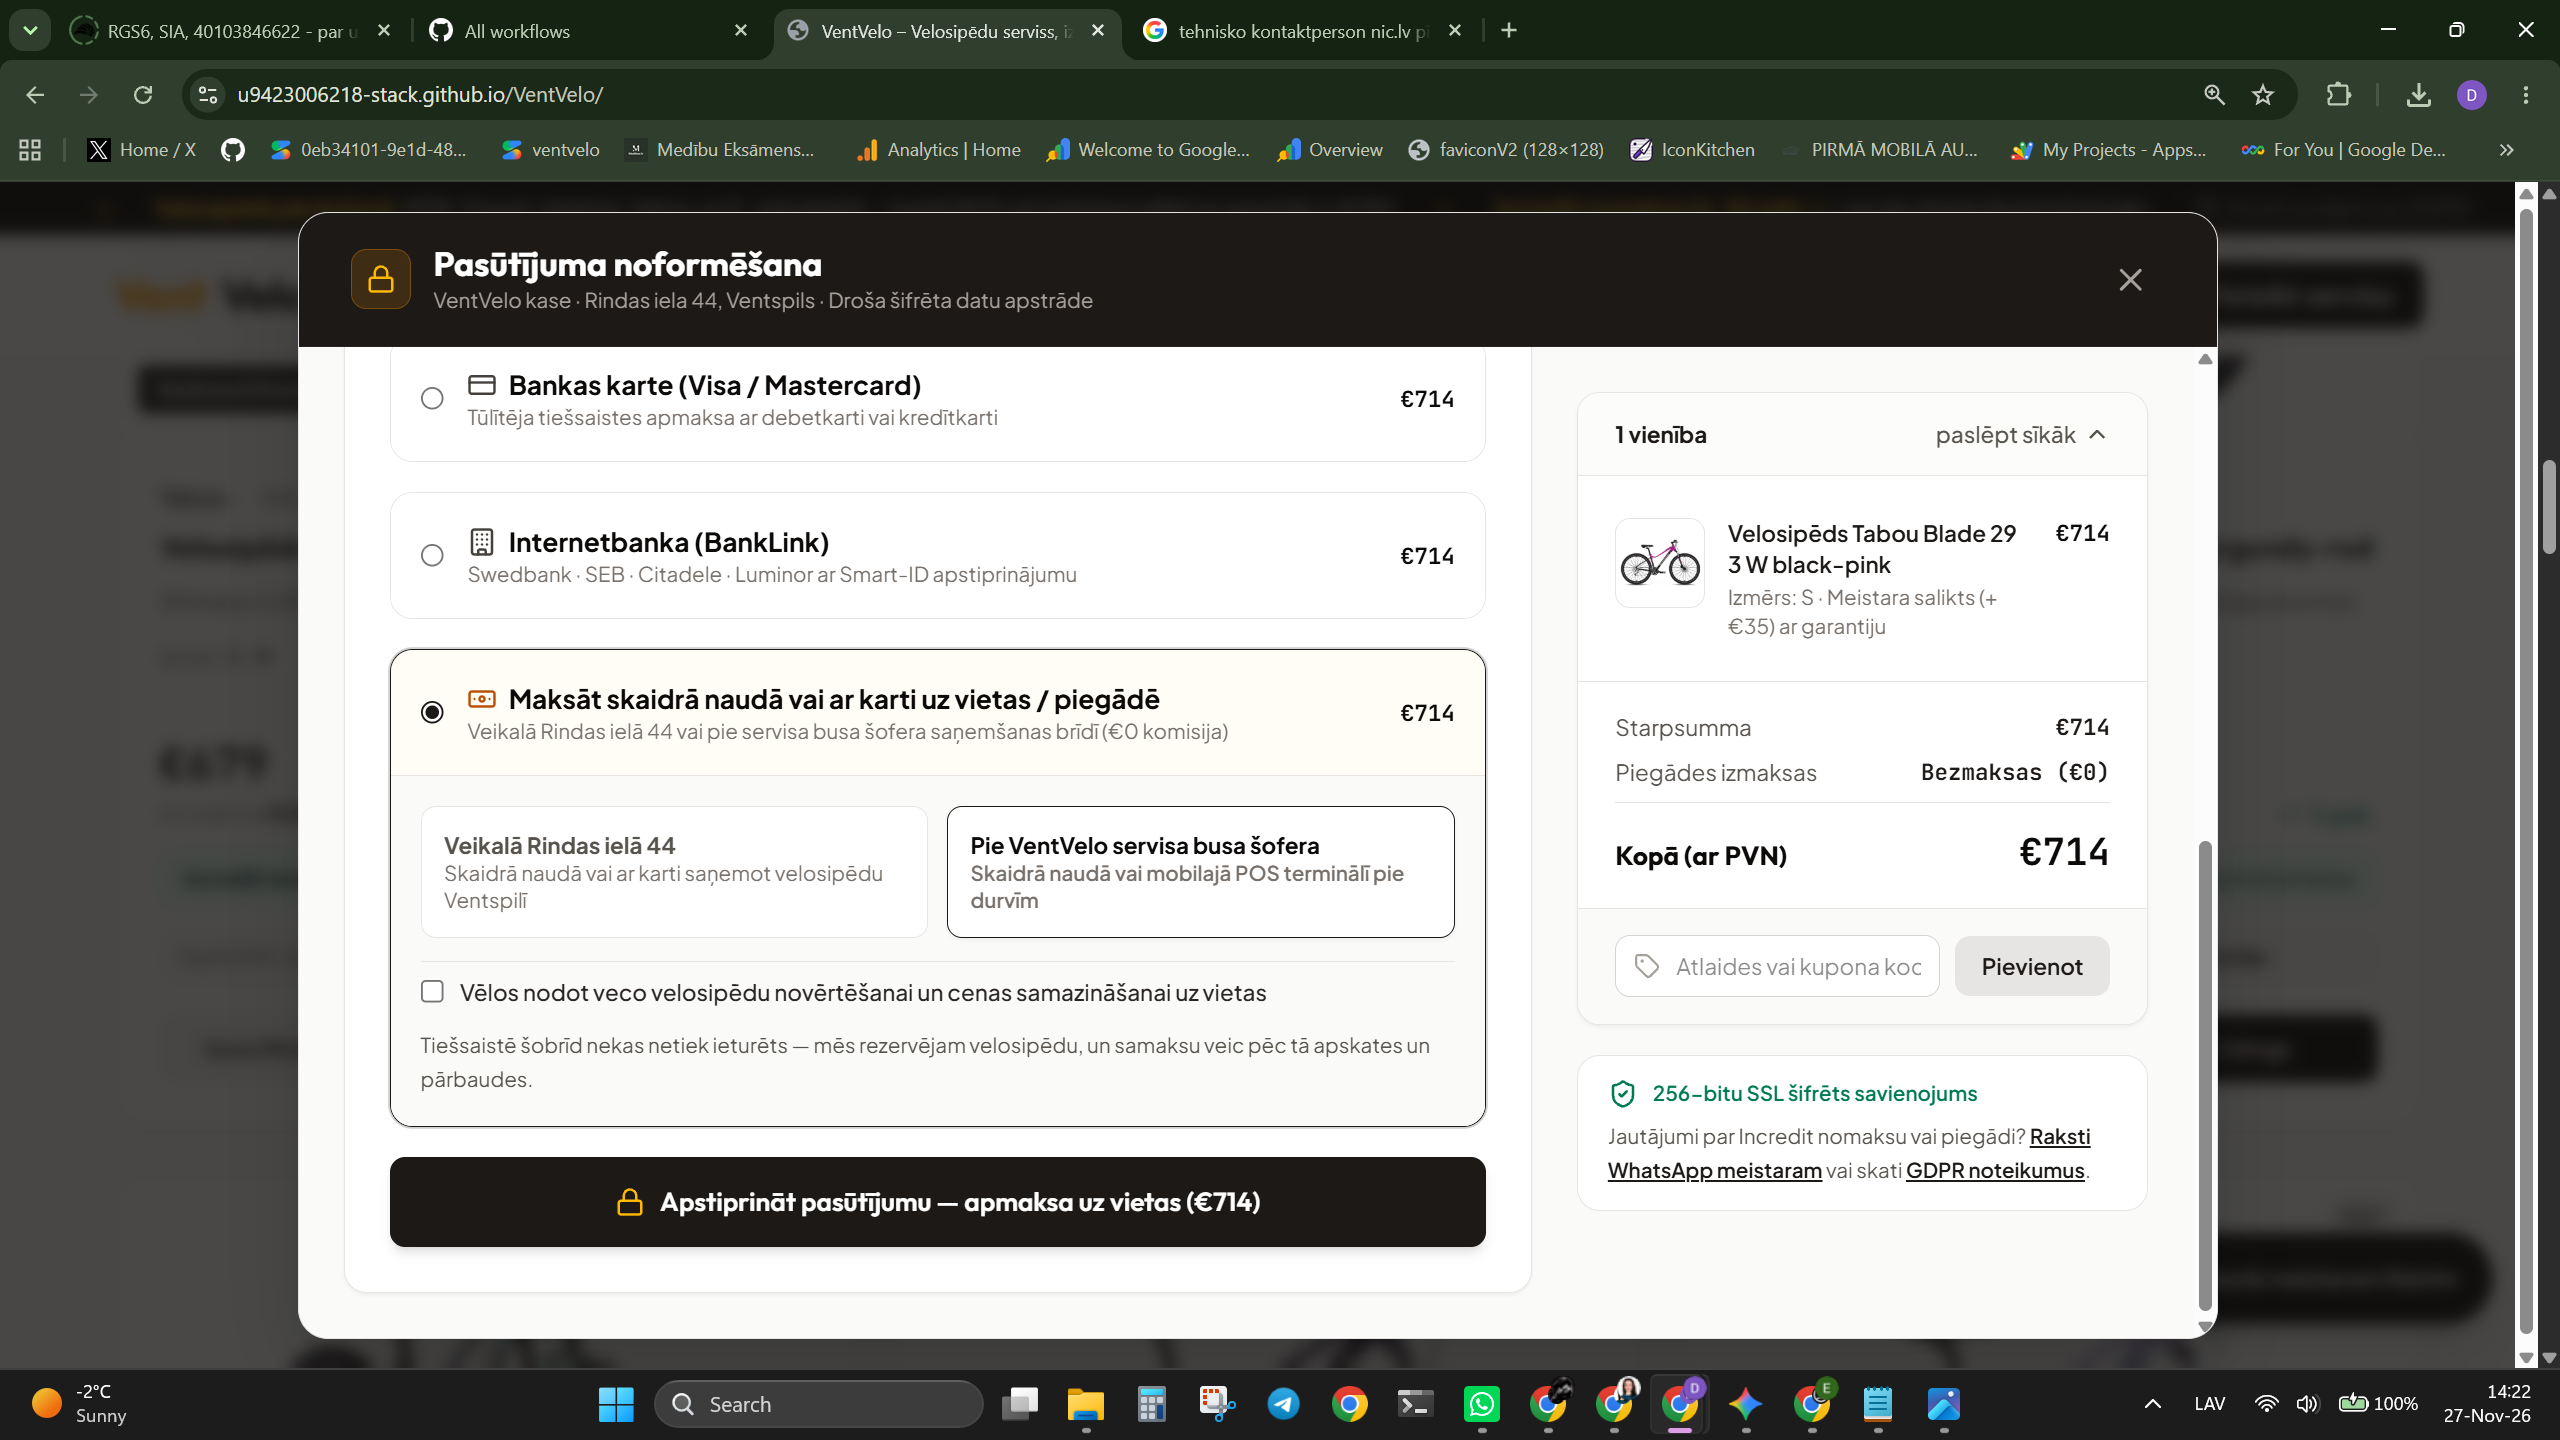 RGS6, SIA, 40103846622 - par u
All workflows
VentVelo – Velosipēdu serviss, iz
tehnisko kontaktperson nic.lv pi
u9423006218-stack.github.io/VentVelo/
D
Home / X
0eb34101-9e1d-48...
ventvelo
Medību Eksāmens...
Analytics | Home
Welcome to Google...
Overview
faviconV2 (128×128)
IconKitchen
PIRMĀ MOBILĀ AU...
My Projects - Apps...
For You | Google De...
Pasūtījuma noformēšana
VentVelo kase · Rindas iela 44, Ventspils · Droša šifrēta datu apstrāde
Bankas karte (Visa / Mastercard)
Tūlītēja tiešsaistes apmaksa ar debetkarti vai kredītkarti
€714
Internetbanka (BankLink)
Swedbank · SEB · Citadele · Luminor ar Smart-ID apstiprinājumu
€714
Maksāt skaidrā naudā vai ar karti uz vietas / piegādē
Veikalā Rindas ielā 44 vai pie servisa busa šofera saņemšanas brīdī (€0 komisija)
€714
Veikalā Rindas ielā 44
Skaidrā naudā vai ar karti saņemot velosipēdu
Ventspilī
Pie VentVelo servisa busa šofera
Skaidrā naudā vai mobilajā POS terminālī pie
durvīm
Vēlos nodot veco velosipēdu novērtēšanai un cenas samazināšanai uz vietas
Tiešsaistē šobrīd nekas netiek ieturēts — mēs rezervējam velosipēdu, un samaksu veic pēc tā apskates un
pārbaudes.
Apstiprināt pasūtījumu — apmaksa uz vietas (€714)
1 vienība
paslēpt sīkāk
Velosipēds Tabou Blade 29
3 W black-pink
€714
Izmērs: S · Meistara salikts (+
€35) ar garantiju
Starpsumma €714
Piegādes izmaksas Bezmaksas (€0)
Kopā (ar PVN) €714
Atlaides vai kupona koc
Pievienot
256-bitu SSL šifrēts savienojums
Jautājumi par Incredit nomaksu vai piegādi? Raksti
WhatsApp meistaram vai skati GDPR noteikumus.
€679
-2°C
Sunny
Search
D
E
LAV
100%
14:22
27-Nov-26